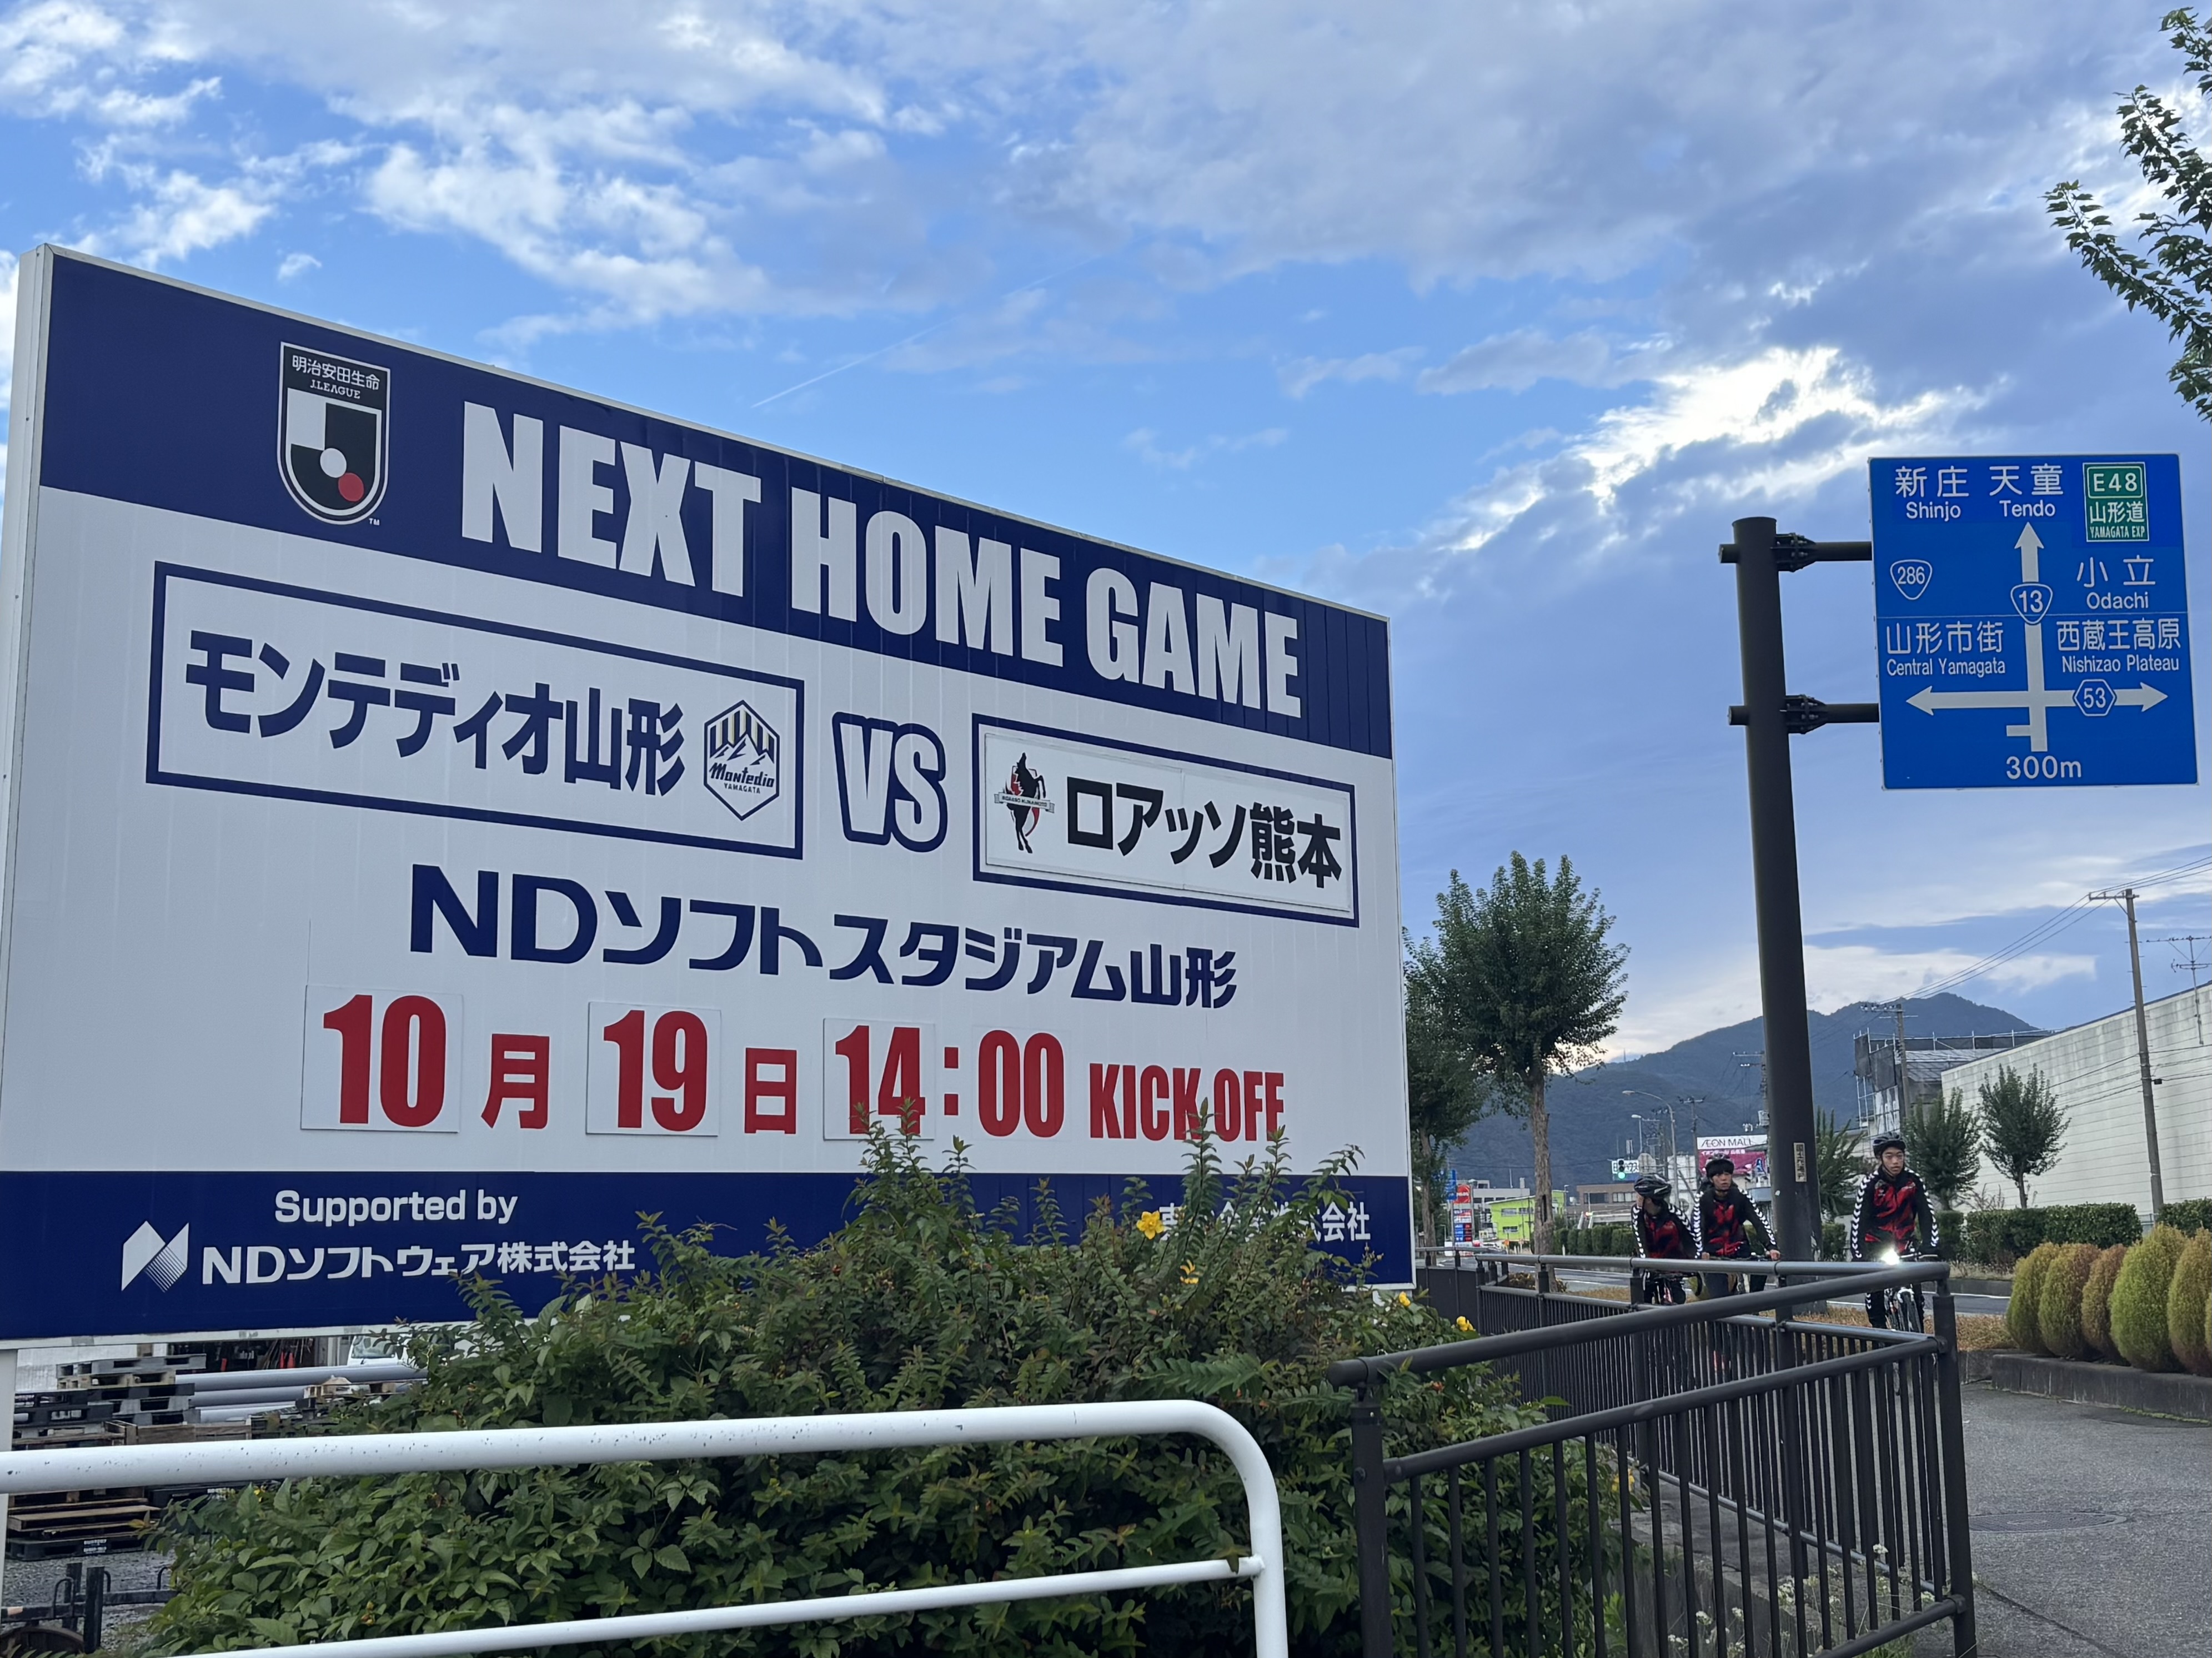 明治安田生命
J.LEAGUE
TM
NEXT HOME GAME
モンテディオ山形
Montedio
YAMAGATA
VS
ロアッソ熊本
NDソフトスタジアム山形
10月19日 14:00 KICK OFF
Supported by
NDソフトウェア株式会社
会社
新庄 天童 E48
Shinjo Tendo 山形道
YAMAGATA EXP
286 13 小立
Odachi
山形市街 西蔵王高原
Central Yamagata Nishizao Plateau
53
300m
ÆON MALL